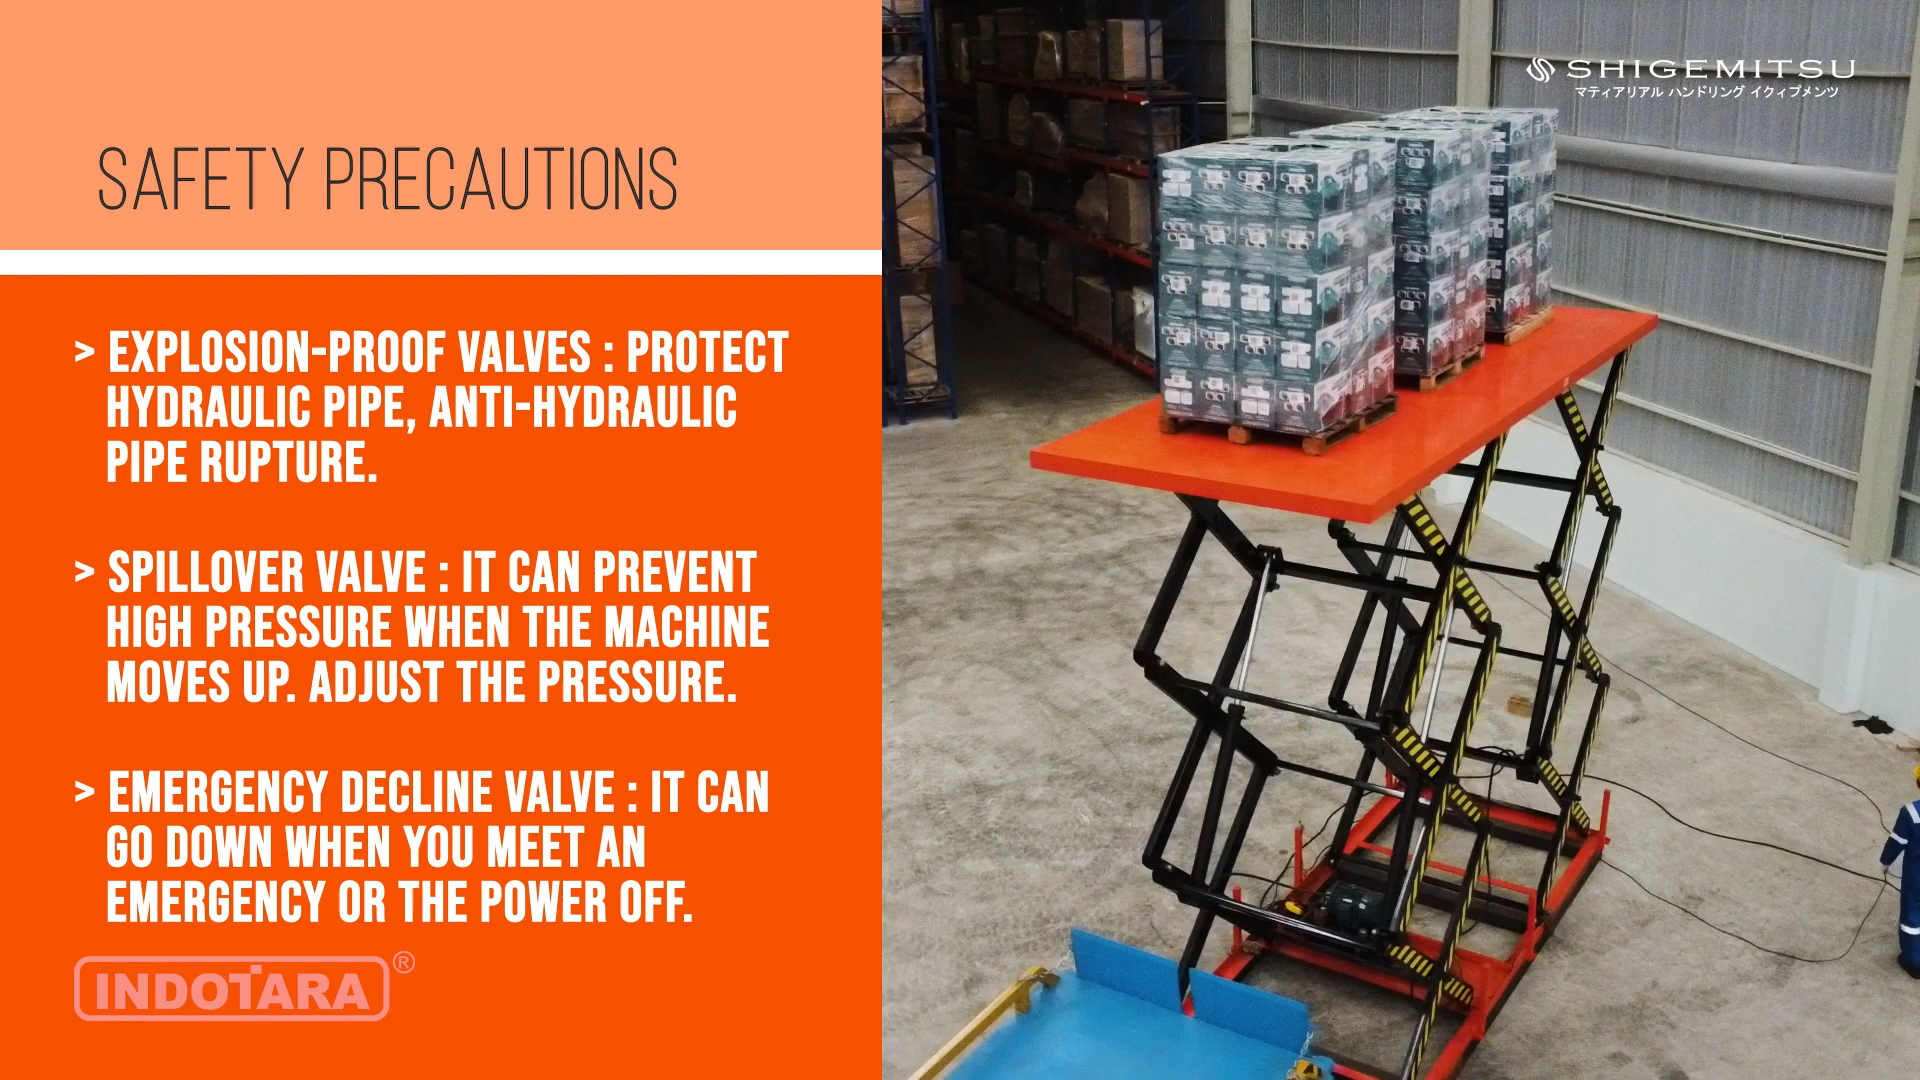 SAFETY PRECAUTIONS
> EXPLOSION-PROOF VALVES : PROTECT
HYDRAULIC PIPE, ANTI-HYDRAULIC
PIPE RUPTURE.
> SPILLOVER VALVE : IT CAN PREVENT
HIGH PRESSURE WHEN THE MACHINE
MOVES UP. ADJUST THE PRESSURE.
> EMERGENCY DECLINE VALVE : IT CAN
GO DOWN WHEN YOU MEET AN
EMERGENCY OR THE POWER OFF.
INDOTARA®
SHIGEMITSU
マティアリアル ハンドリング イクィプメンツ